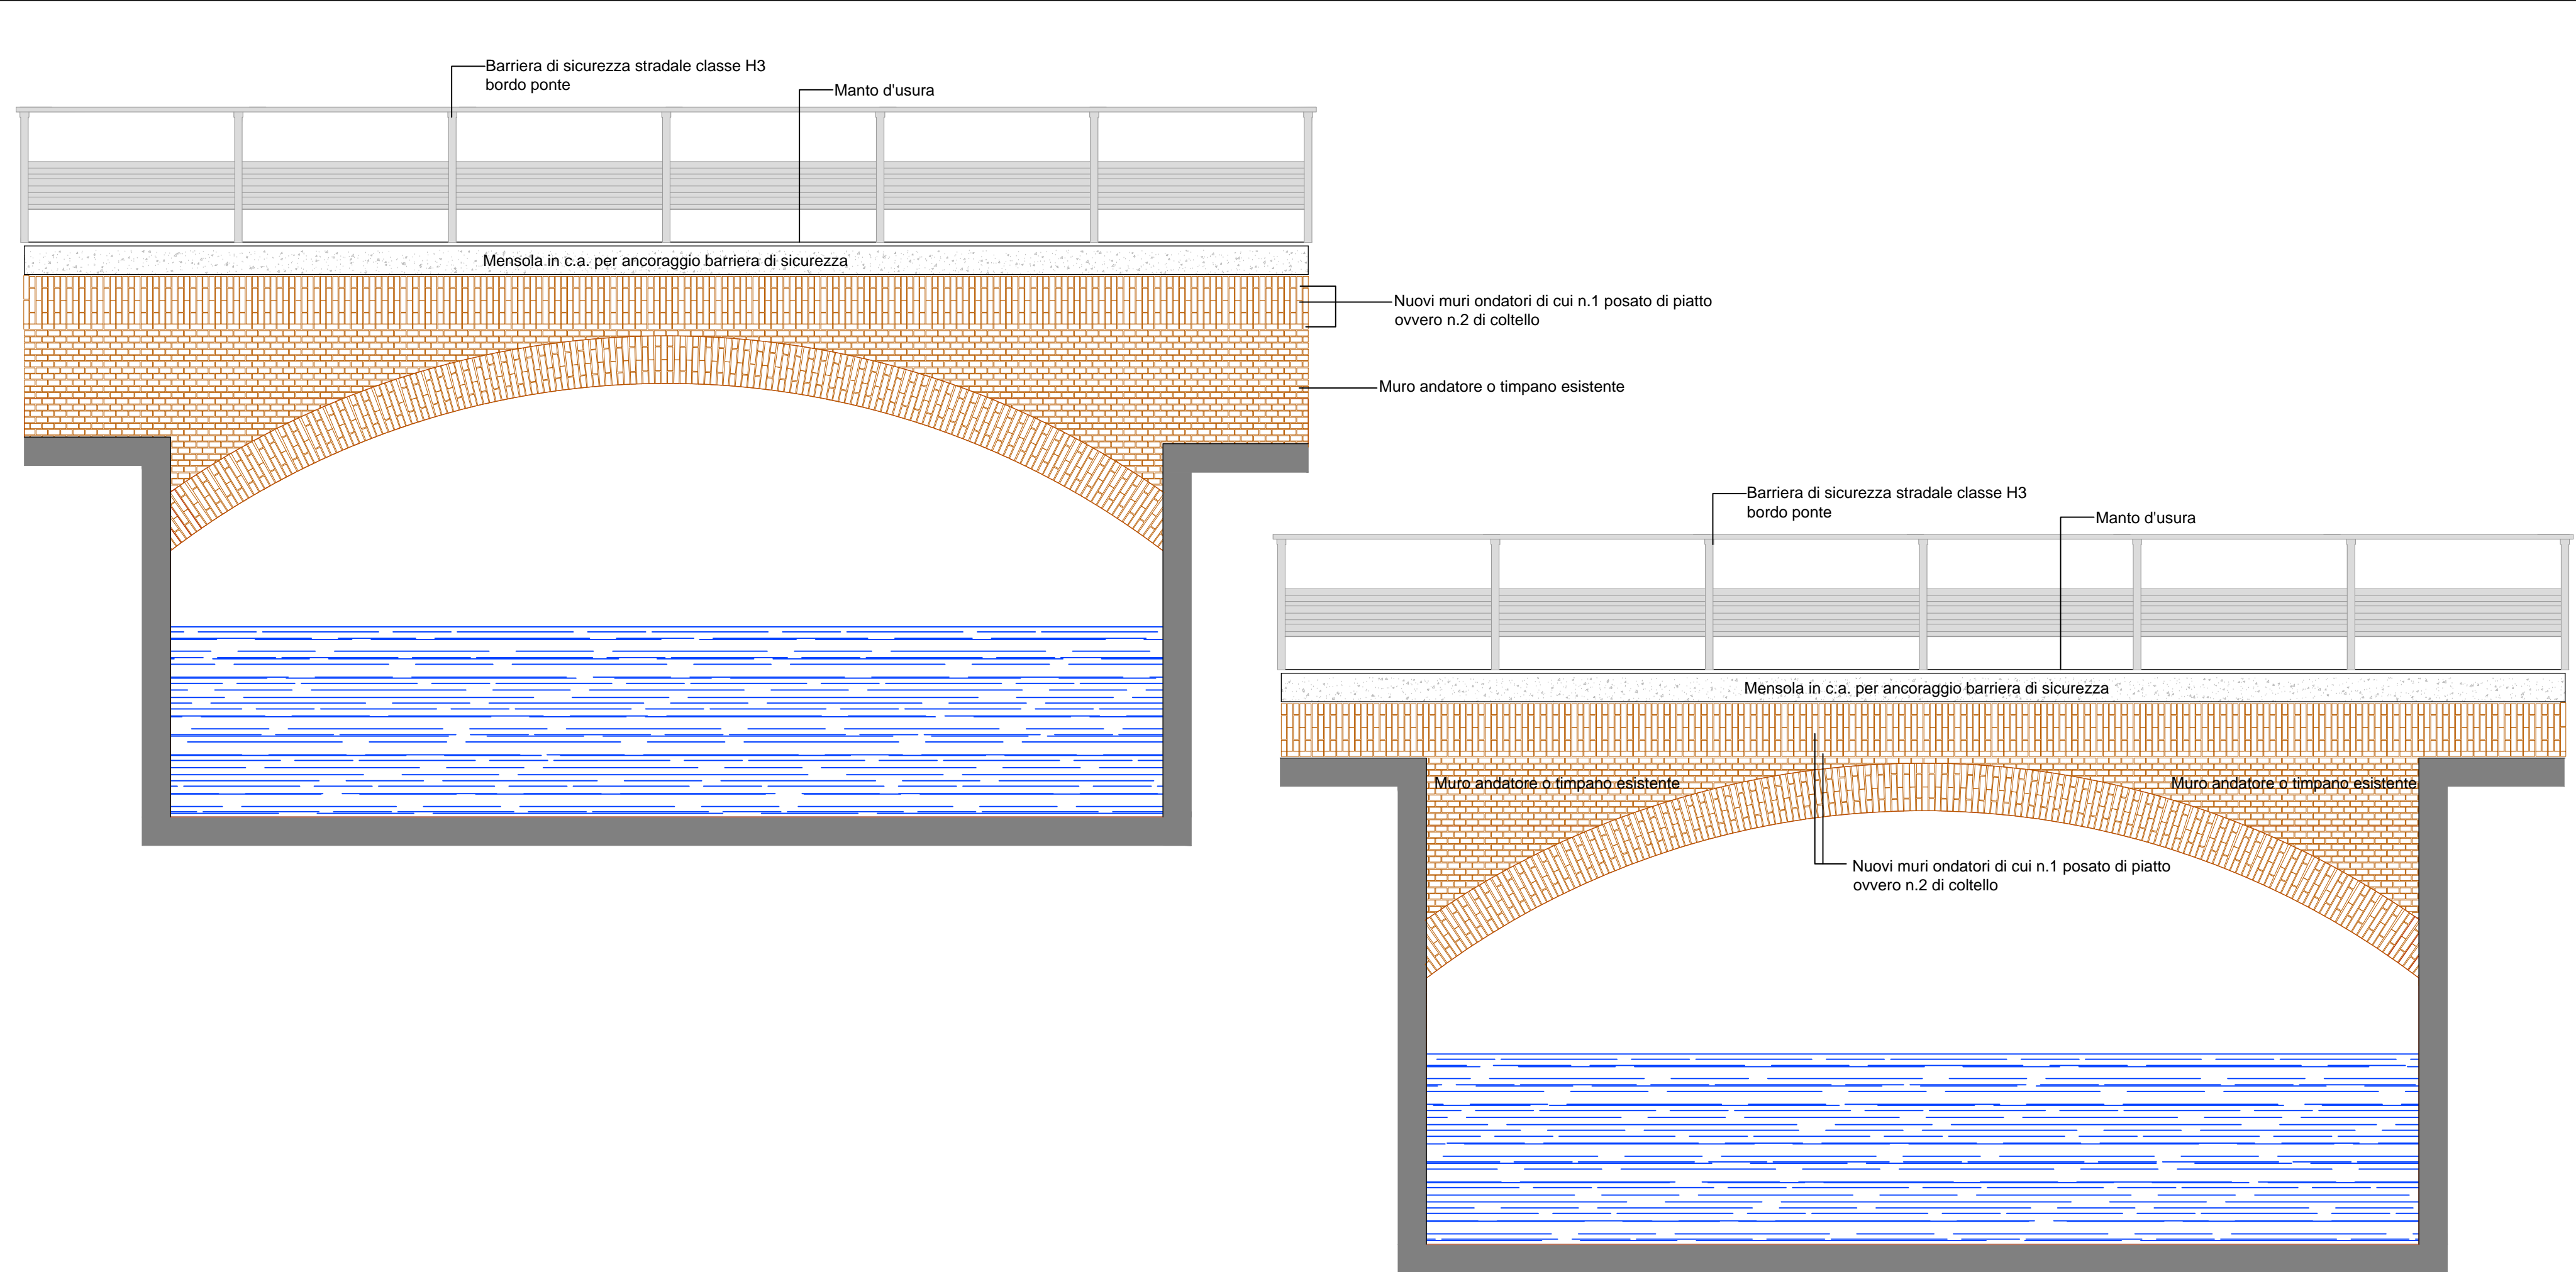 Barriera di sicurezza stradale classe H3
bordo ponte
Manto d'usura
Mensola in c.a. per ancoraggio barriera di sicurezza
Nuovi muri ondatori di cui n.1 posato di piatto
ovvero n.2 di coltello
Muro andatore o timpano esistente
Barriera di sicurezza stradale classe H3
bordo ponte
Manto d'usura
Mensola in c.a. per ancoraggio barriera di sicurezza
Muro andatore o timpano esistente
Muro andatore o timpano esistente
Nuovi muri ondatori di cui n.1 posato di piatto
ovvero n.2 di coltello